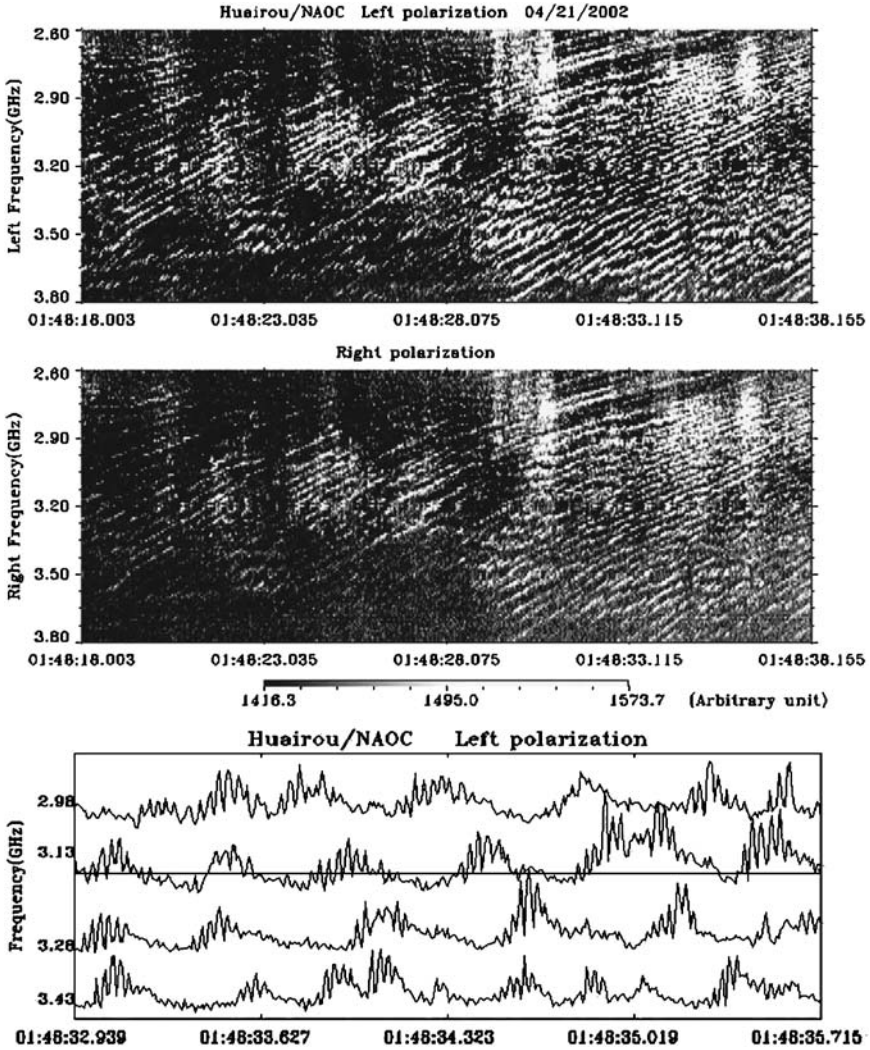 Huairou/NAOC Left polarization 04/21/2002
Left Frequency(GHz)
2.60
2.90
3.20
3.50
3.80
01:48:18.003 01:48:23.035 01:48:28.075 01:48:33.115 01:48:38.155
Right polarization
Right Frequency(GHz)
2.60
2.90
3.20
3.50
3.80
01:48:18.003 01:48:23.035 01:48:28.075 01:48:33.115 01:48:38.155
1416.3 1495.0 1573.7 (Arbitrary unit)
Huairou/NAOC Left polarization
Frequency(GHz)
2.98
3.13
3.28
3.43
01:48:32.939 01:48:33.627 01:48:34.323 01:48:35.019 01:48:35.715